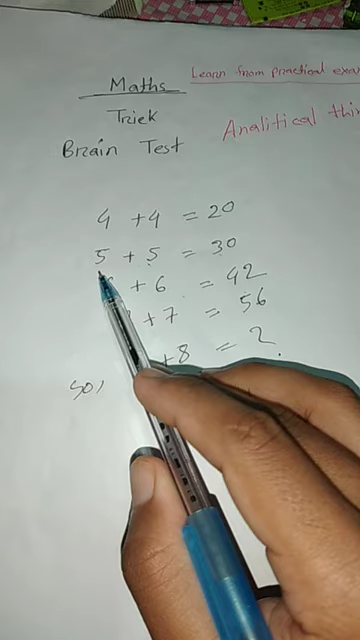 Maths
Learn from practical
Trick
Analitical
Brain Test
4 + 4 = 20
5 + 5 = 30
+ 6 = 42
+ 7 = 56
+8 = ?
So,